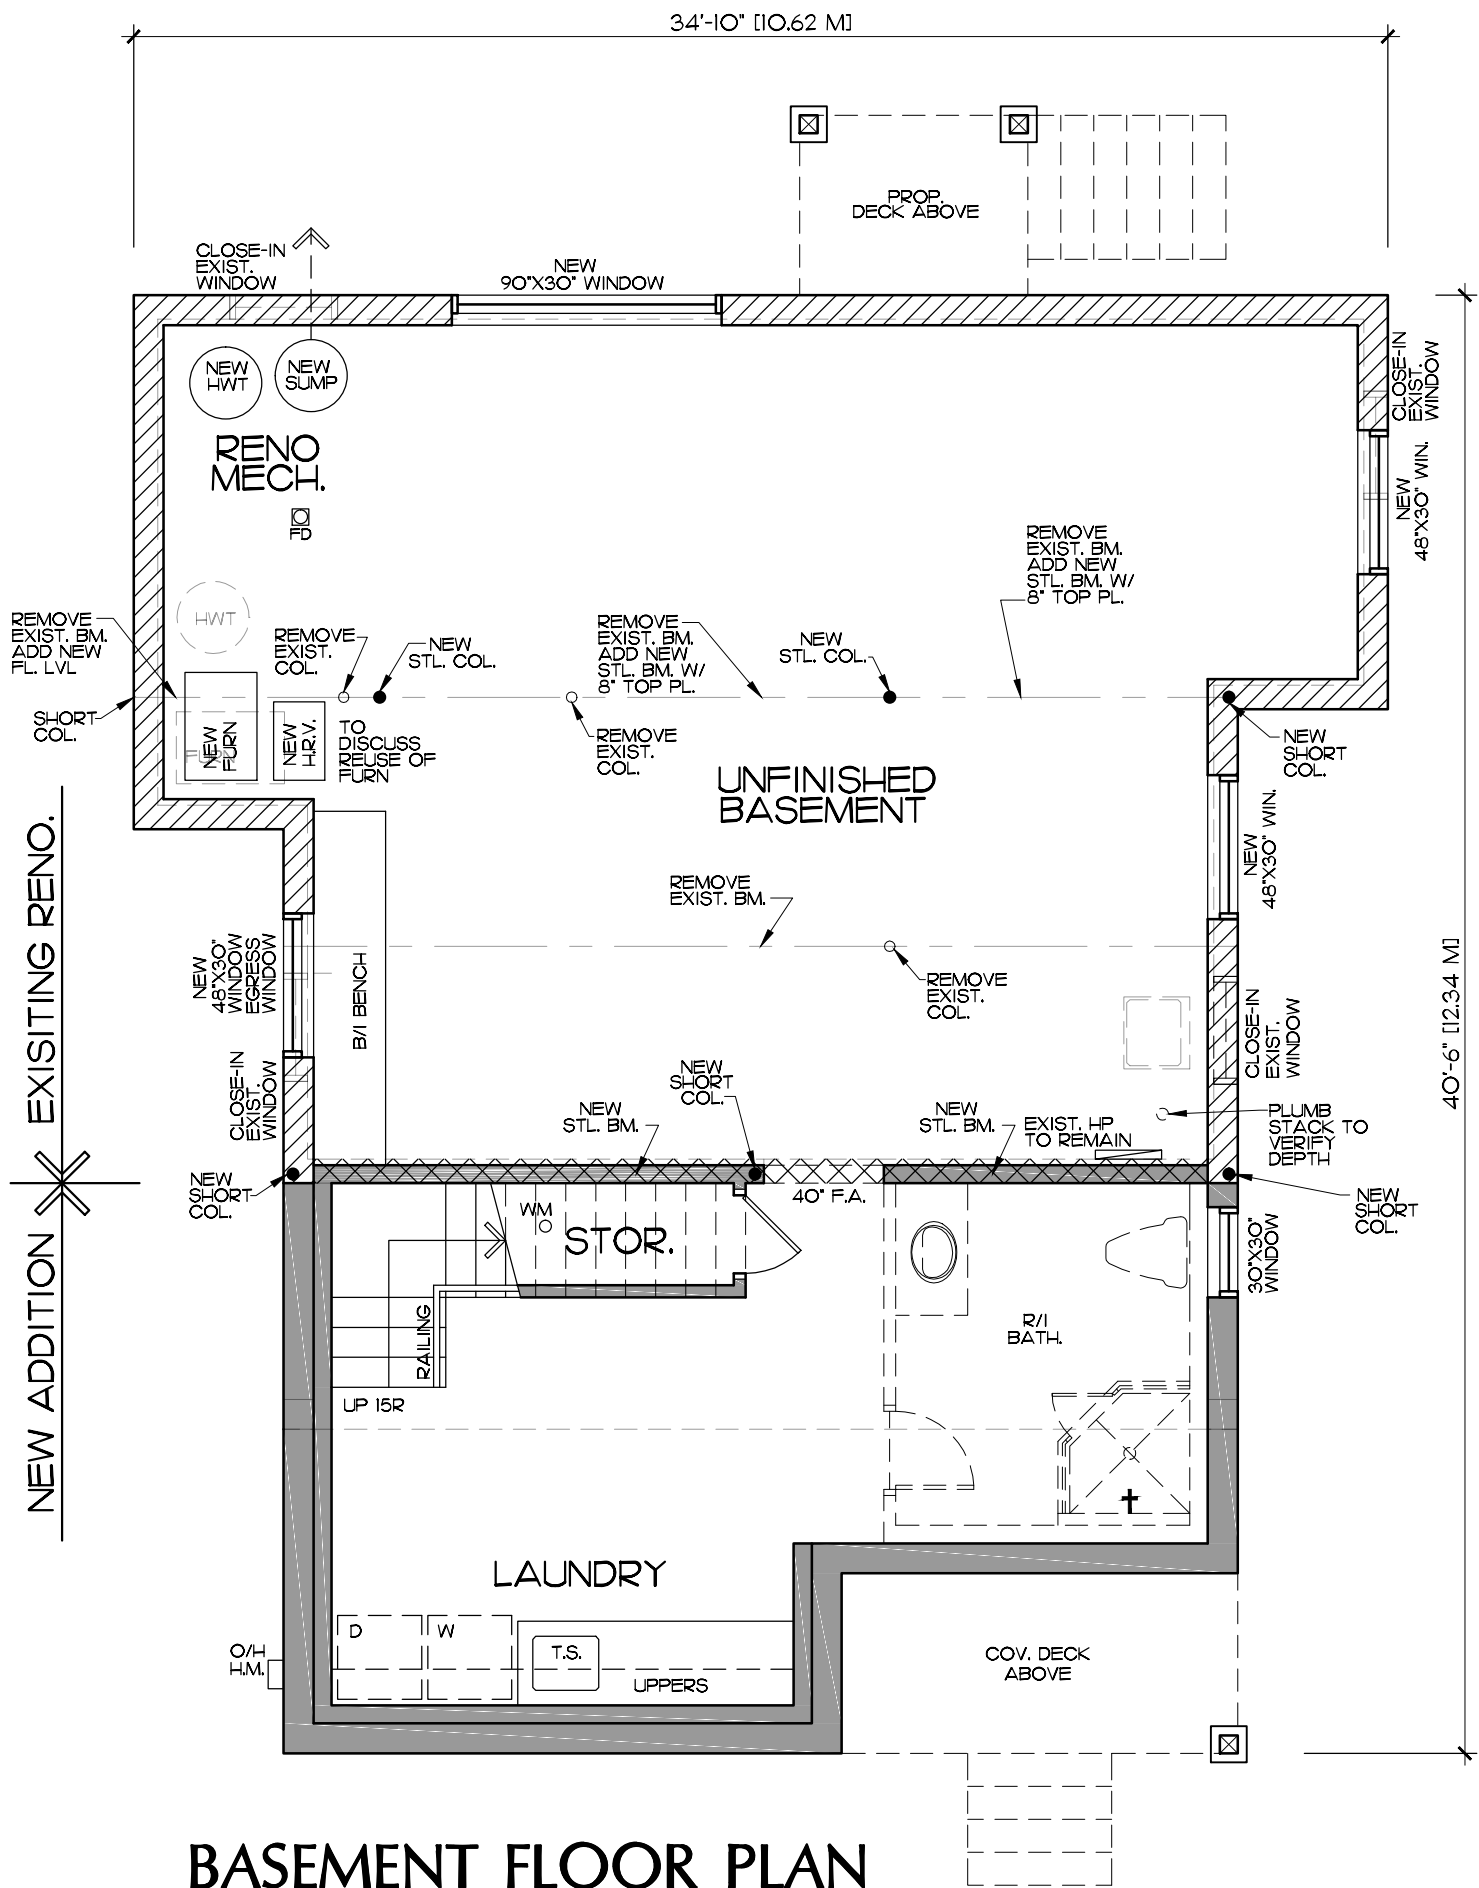 34'-10" [10.62 M]
PROP.
DECK ABOVE
CLOSE-IN
EXIST.
WINDOW
NEW
90"X30" WINDOW
NEW
HWT
NEW
SUMP
RENO
MECH.
FD
HWT
CLOSE-IN
EXIST.
WINDOW
NEW
48"X30" WIN.
REMOVE
EXIST. BM.
ADD NEW
STL. BM. W/
8" TOP PL.
REMOVE
EXIST. BM.
ADD NEW
FL. LVL
REMOVE
EXIST.
COL.
NEW
STL. COL.
REMOVE
EXIST. BM.
ADD NEW
STL. BM. W/
8" TOP PL.
NEW
STL. COL.
SHORT
COL.
NEW
FURN
FURN
NEW
H.R.V.
TO
DISCUSS
REUSE OF
FURN
REMOVE
EXIST.
COL.
NEW
SHORT
COL.
UNFINISHED
BASEMENT
NEW
48"X30" WIN.
REMOVE
EXIST. BM.
EXISITING RENO.
NEW
48"X30"
WINDOW
EGRESS
WINDOW
B/I BENCH
REMOVE
EXIST.
COL.
CLOSE-IN
EXIST.
WINDOW
40'-6" [12.34 M]
CLOSE-IN
EXIST.
WINDOW
NEW
SHORT
COL.
NEW
STL. BM.
NEW
STL. BM.
EXIST. HP
TO REMAIN
PLUMB
STACK TO
VERIFY
DEPTH
NEW
SHORT
COL.
40" F.A.
NEW
SHORT
COL.
WM
STOR.
30"X30"
WINDOW
NEW ADDITION
RAILING
UP 15R
R/I
BATH.
LAUNDRY
D
W
T.S.
UPPERS
O/H
H.M.
COV. DECK
ABOVE
BASEMENT FLOOR PLAN